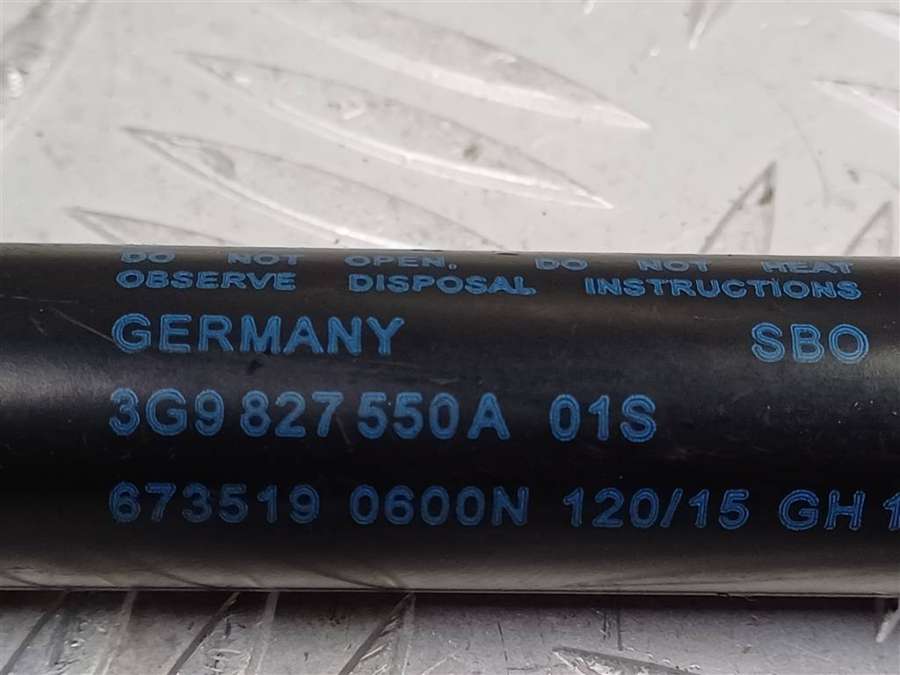 DO NOT OPEN. DO NOT HEAT
OBSERVE DISPOSAL INSTRUCTIONS
GERMANY SBO
3G9 827 550A 01S
673519 0600N 120/15 GH 1